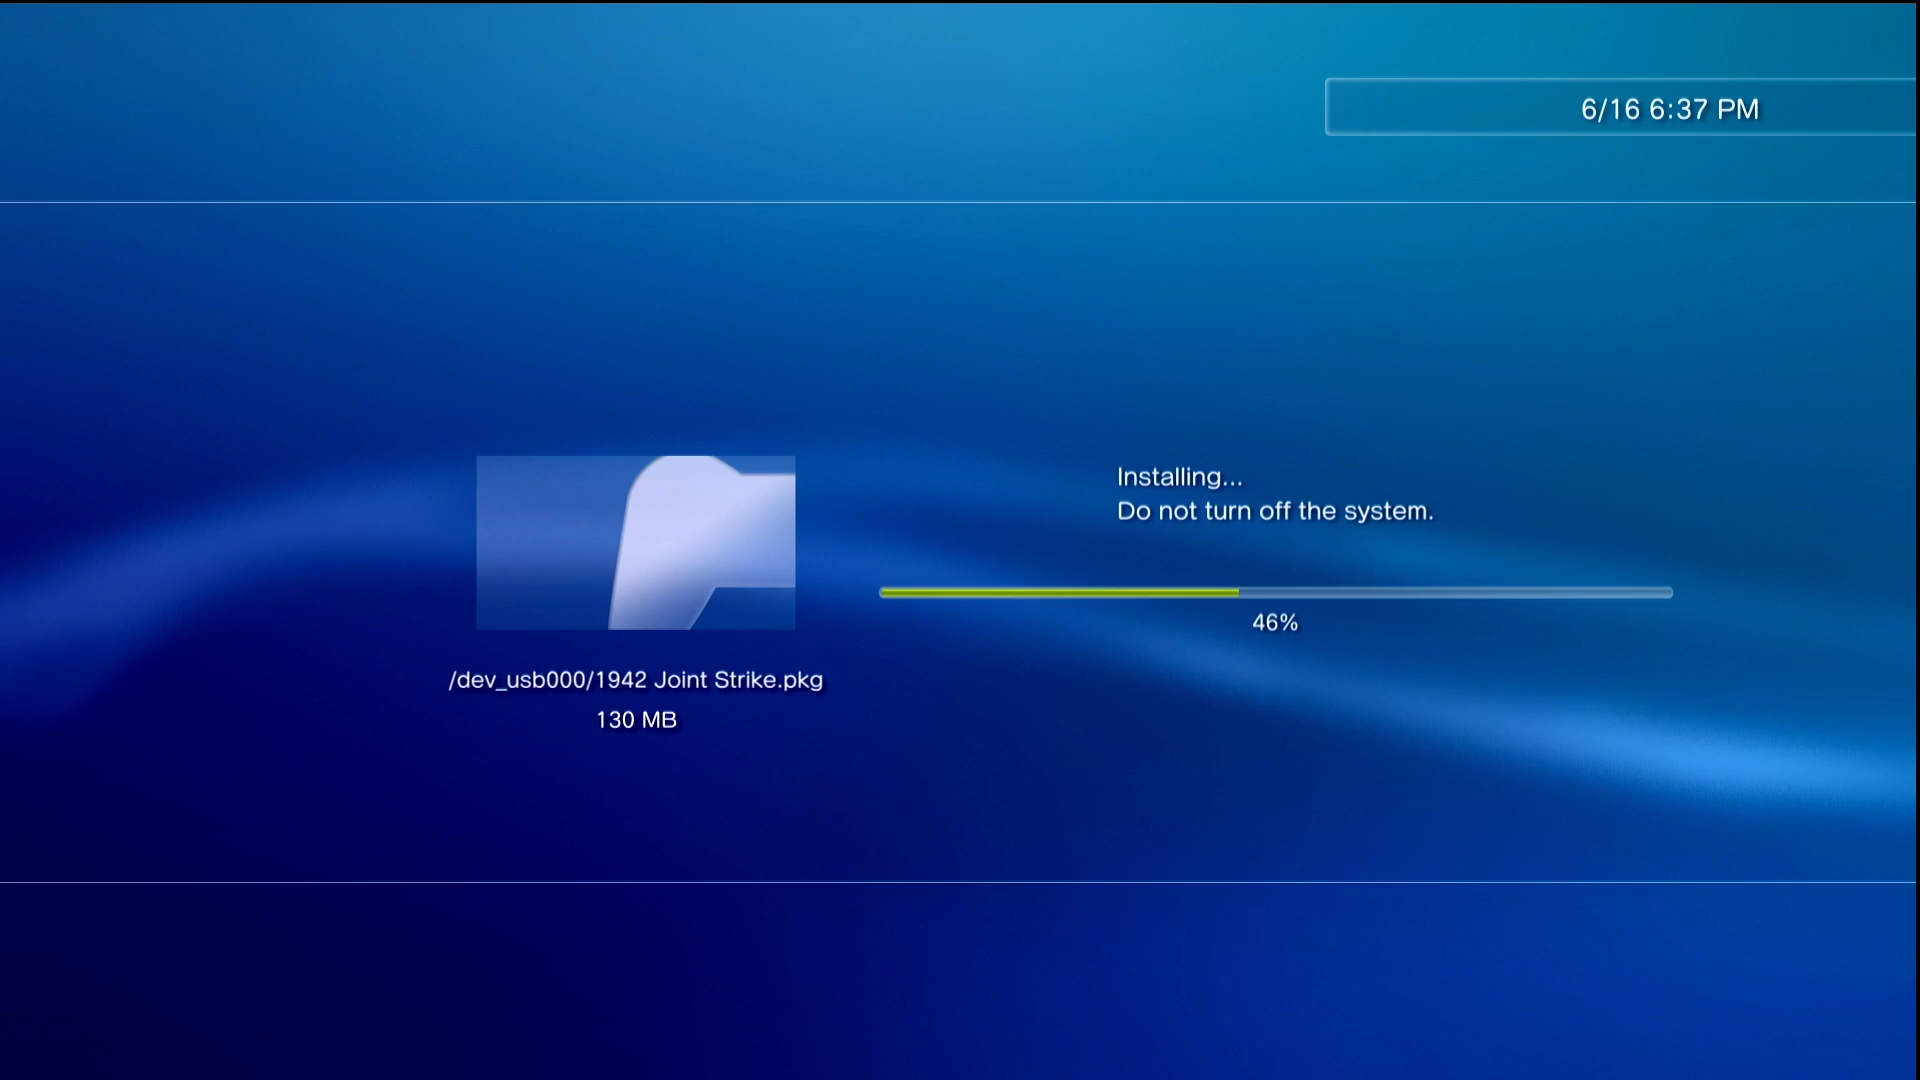 6/16 6:37 PM
Installing...
Do not turn off the system.
46%
/dev_usb000/1942 Joint Strike.pkg
130 MB